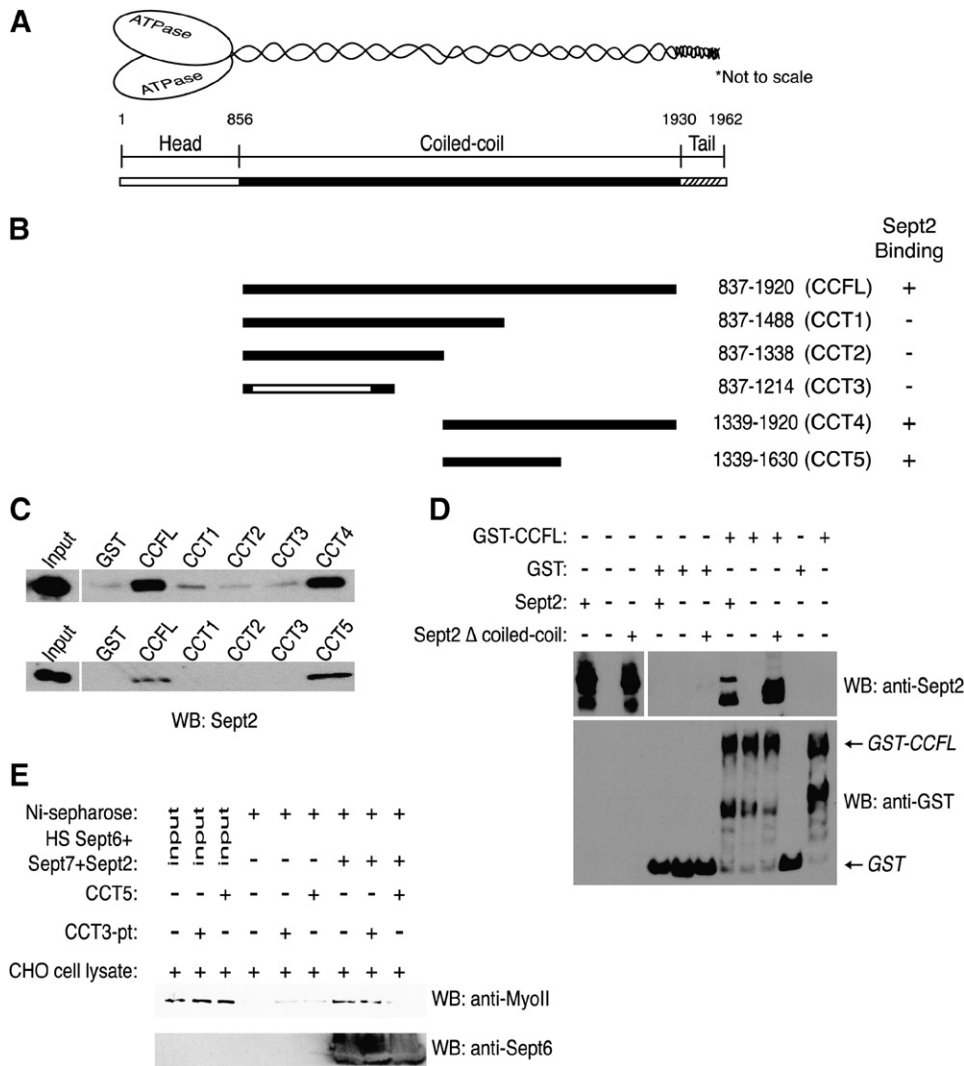 A
ATPase
ATPase
*Not to scale
1 856 1930 1962
Head Coiled-coil Tail
B
Sept2
Binding
837-1920 (CCFL) +
837-1488 (CCT1) -
837-1338 (CCT2) -
837-1214 (CCT3) -
1339-1920 (CCT4) +
1339-1630 (CCT5) +
C
Input GST CCFL CCT1 CCT2 CCT3 CCT4
Input GST CCFL CCT1 CCT2 CCT3 CCT5
WB: Sept2
D
GST-CCFL: - - - - - - + + + - +
GST: - - - + + + - - - + -
Sept2: + - - + - - + - - - -
Sept2 Δ coiled-coil: - - + - - + - - + - -
WB: anti-Sept2
← GST-CCFL
WB: anti-GST
← GST
E
Ni-sepharose: input input input + + + + + +
HS Sept6+
Sept7+Sept2: - - - + + +
CCT5: - - + - - + - - +
CCT3-pt: - + - - + - - + -
CHO cell lysate: + + + + + + + + +
WB: anti-MyoII
WB: anti-Sept6